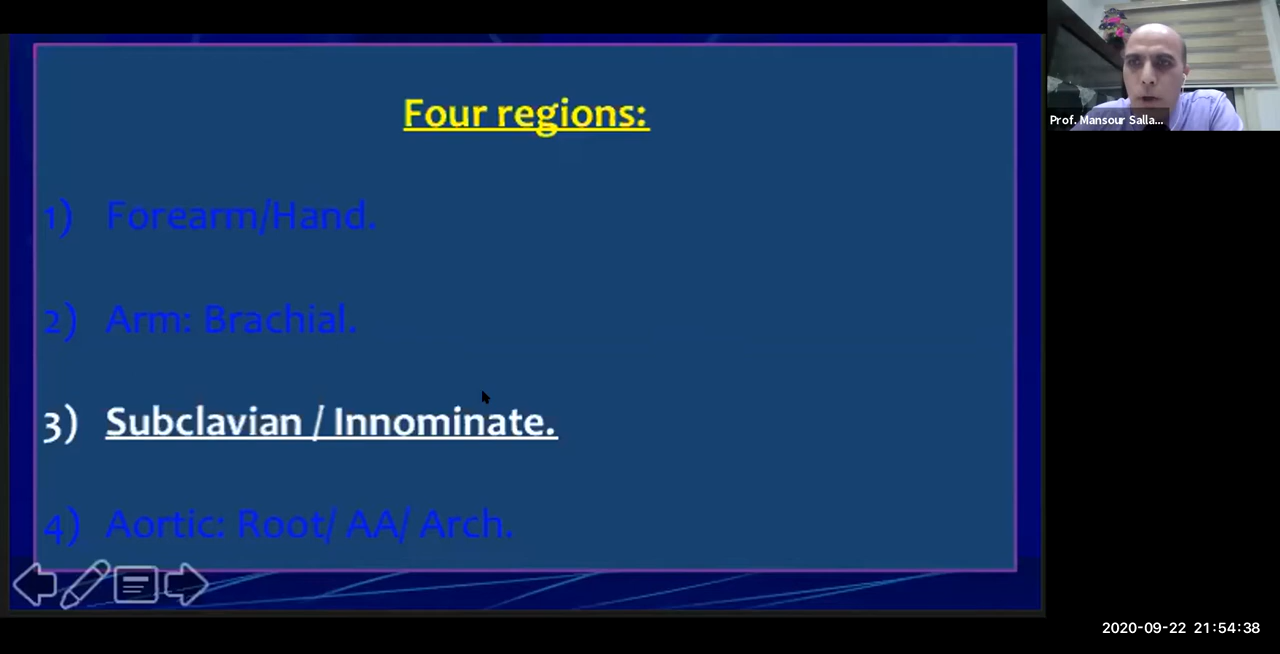 Four regions:
1) Forearm/Hand.
2) Arm: Brachial.
3) Subclavian / Innominate.
4) Aortic: Root/ AA/ Arch.
Prof. Mansour Salla...
2020-09-22 21:54:38